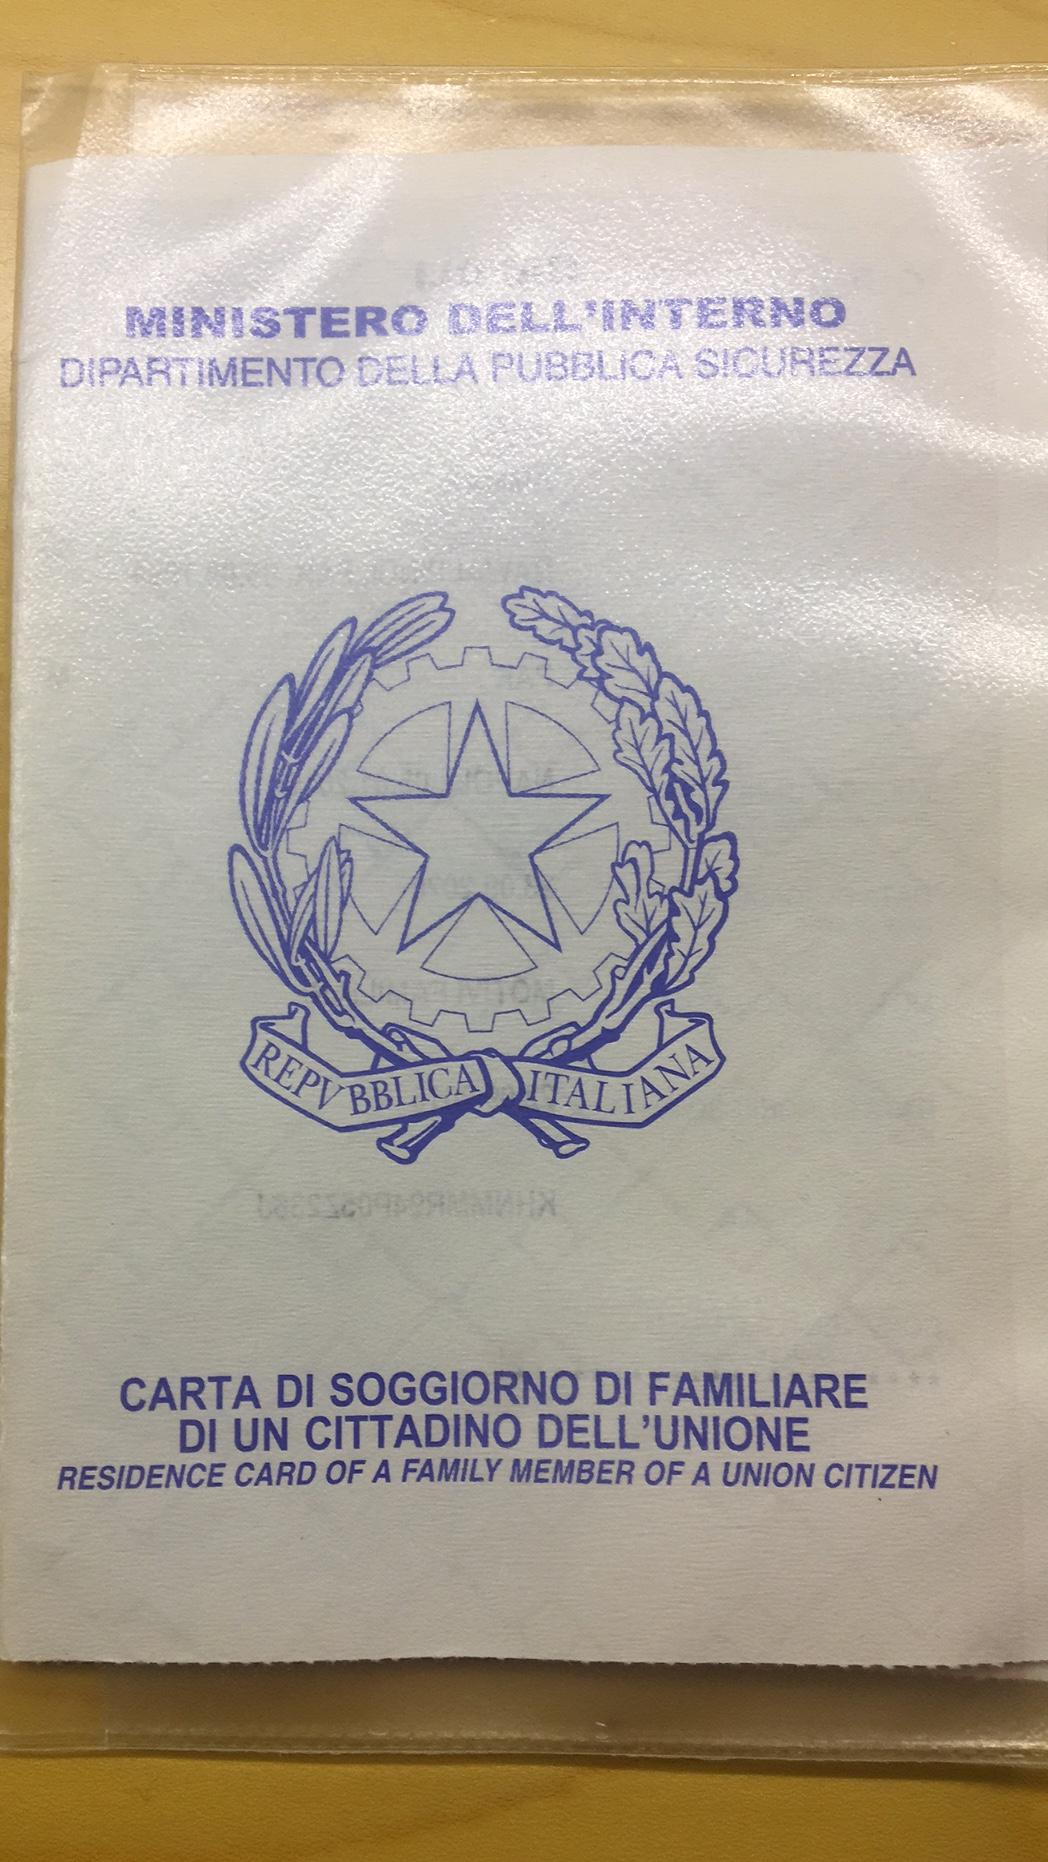 MINISTERO DELL'INTERNO
DIPARTIMENTO DELLA PUBBLICA SICUREZZA
REPVBBLICA ITALIANA
CARTA DI SOGGIORNO DI FAMILIARE
DI UN CITTADINO DELL'UNIONE
RESIDENCE CARD OF A FAMILY MEMBER OF A UNION CITIZEN